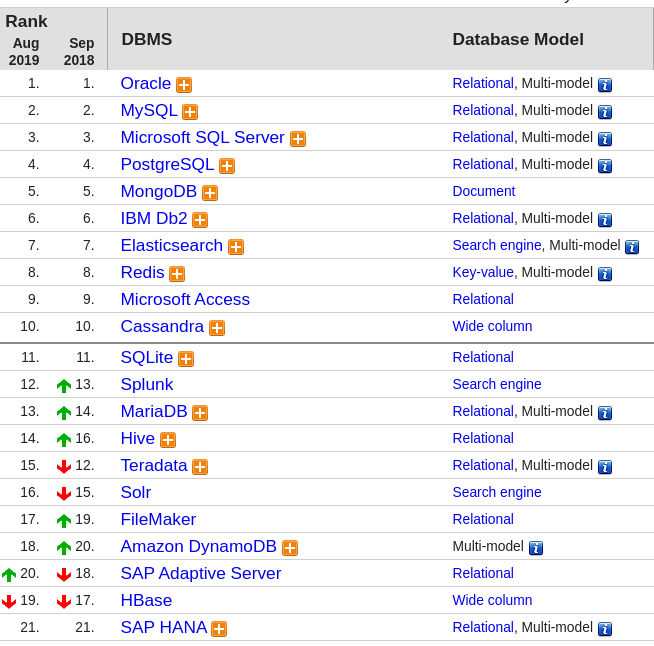 Rank
Aug 2019 Sep 2018 DBMS Database Model
1. 1. Oracle Relational, Multi-model
2. 2. MySQL Relational, Multi-model
3. 3. Microsoft SQL Server Relational, Multi-model
4. 4. PostgreSQL Relational, Multi-model
5. 5. MongoDB Document
6. 6. IBM Db2 Relational, Multi-model
7. 7. Elasticsearch Search engine, Multi-model
8. 8. Redis Key-value, Multi-model
9. 9. Microsoft Access Relational
10. 10. Cassandra Wide column
11. 11. SQLite Relational
12. 13. Splunk Search engine
13. 14. MariaDB Relational, Multi-model
14. 16. Hive Relational
15. 12. Teradata Relational, Multi-model
16. 15. Solr Search engine
17. 19. FileMaker Relational
18. 20. Amazon DynamoDB Multi-model
20. 18. SAP Adaptive Server Relational
19. 17. HBase Wide column
21. 21. SAP HANA Relational, Multi-model